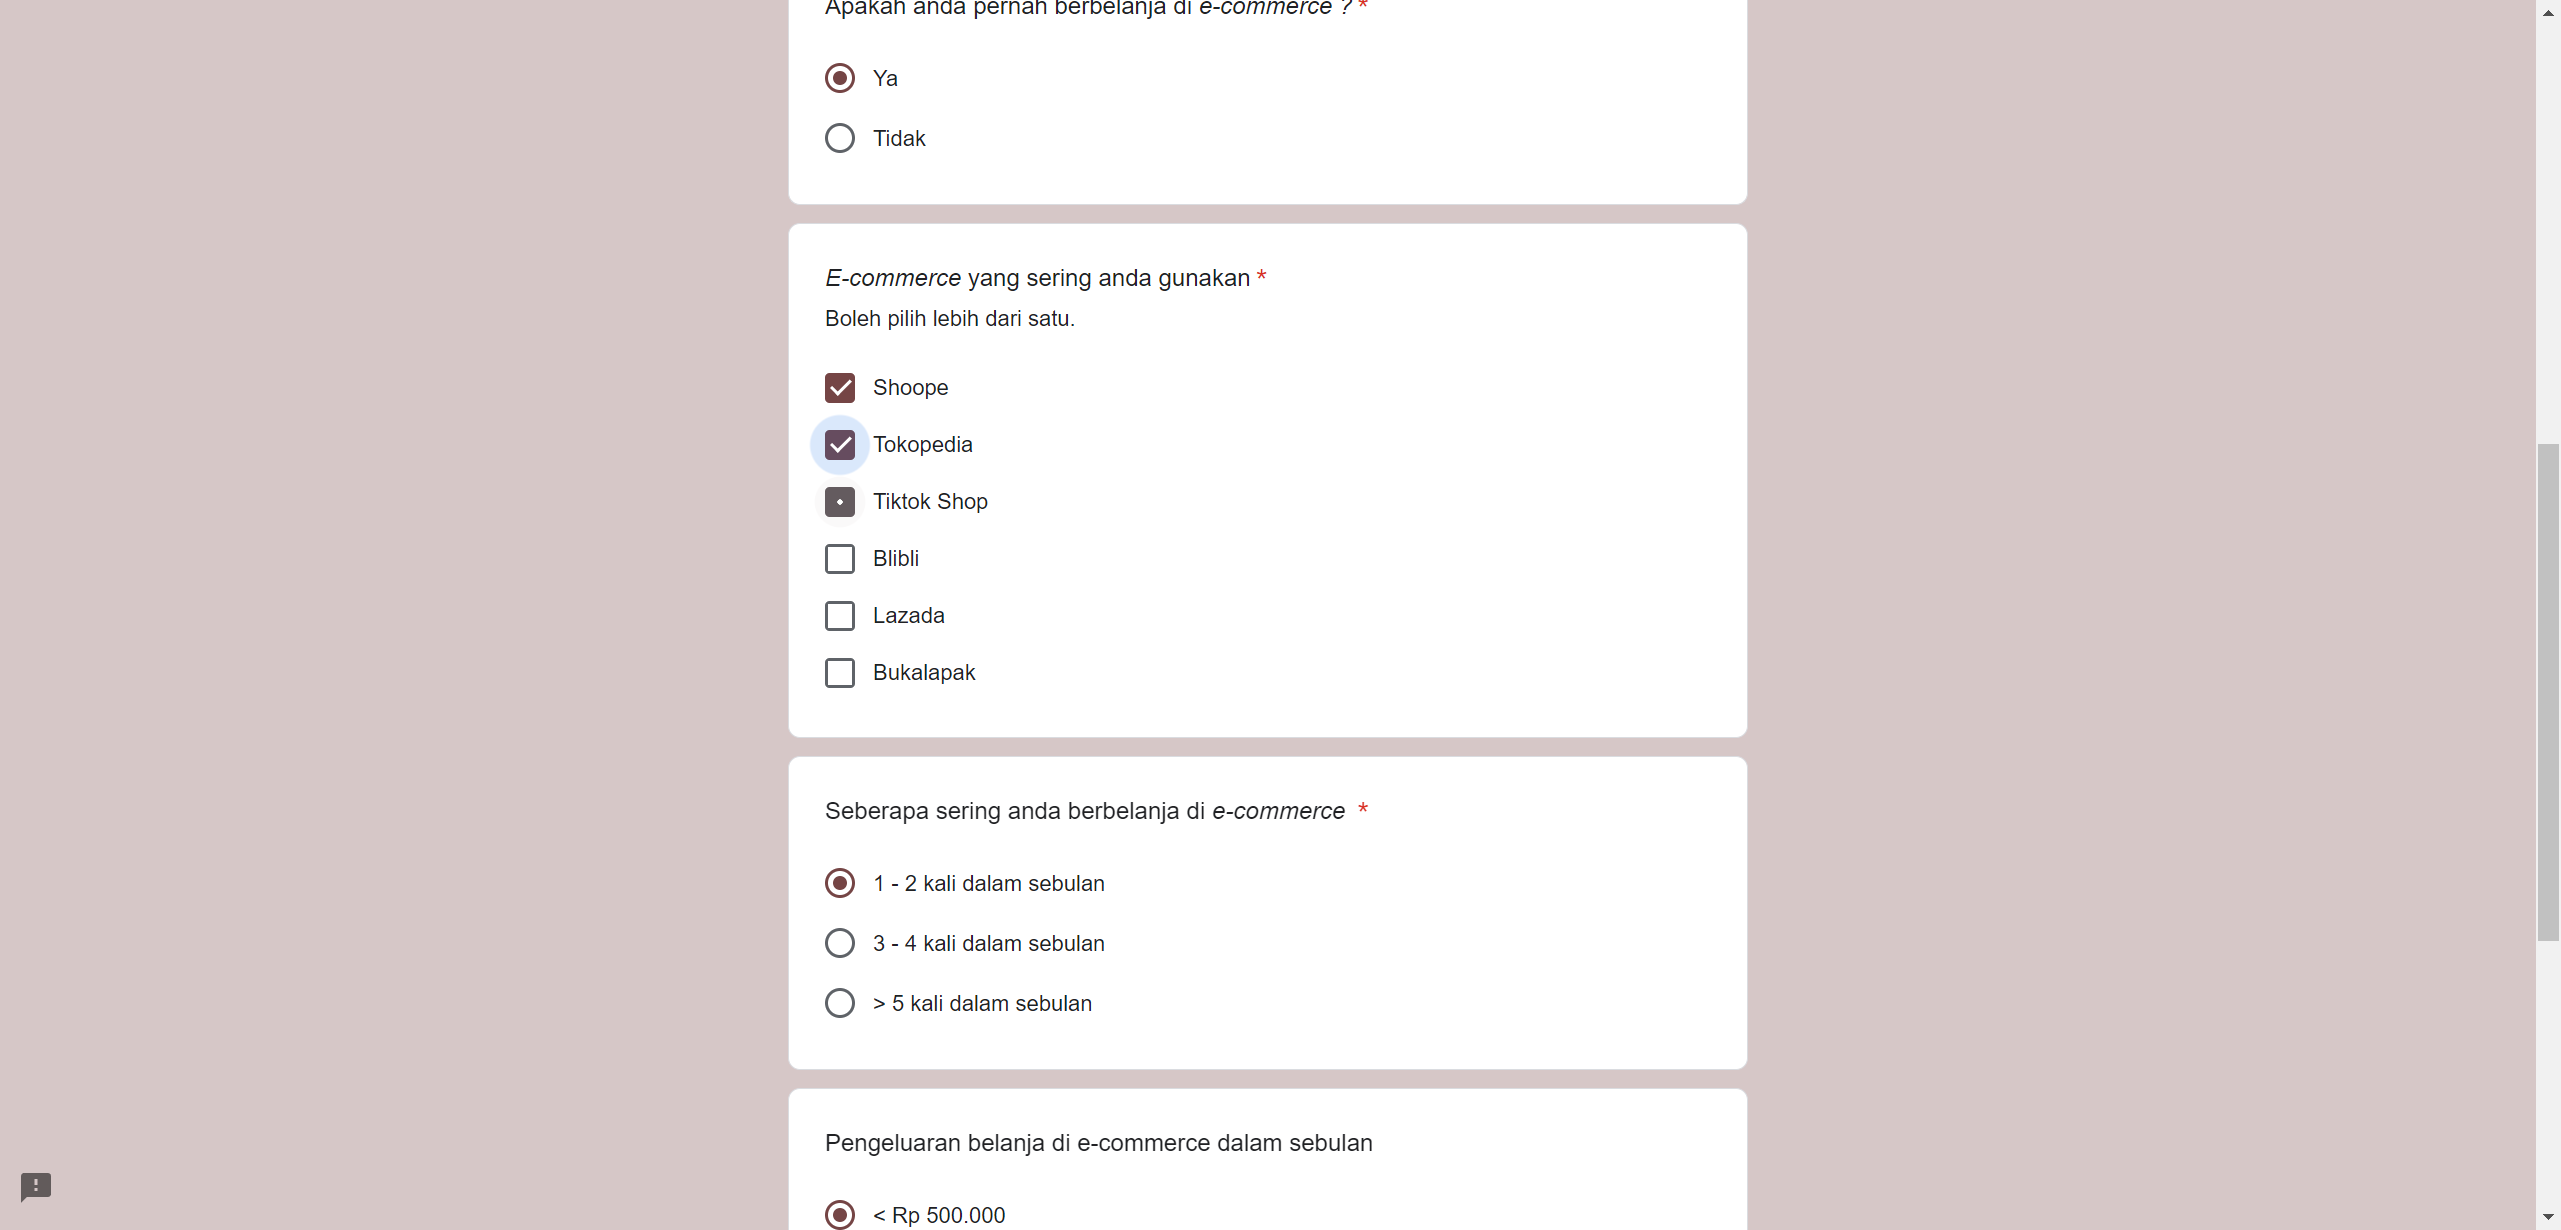 Apakah anda pernah berbelanja di e-commerce ? *
Ya
Tidak
E-commerce yang sering anda gunakan *
Boleh pilih lebih dari satu.
Shoope
Tokopedia
Tiktok Shop
Blibli
Lazada
Bukalapak
Seberapa sering anda berbelanja di e-commerce *
1 - 2 kali dalam sebulan
3 - 4 kali dalam sebulan
> 5 kali dalam sebulan
Pengeluaran belanja di e-commerce dalam sebulan
< Rp 500.000